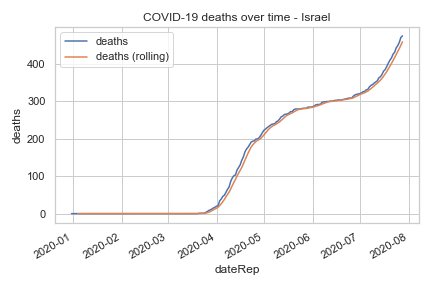 COVID-19 deaths over time - Israel
deaths
deaths (rolling)
400
300
200
100
0
deaths
2020-01
2020-02
2020-03
2020-04
2020-05
2020-06
2020-07
2020-08
dateRep